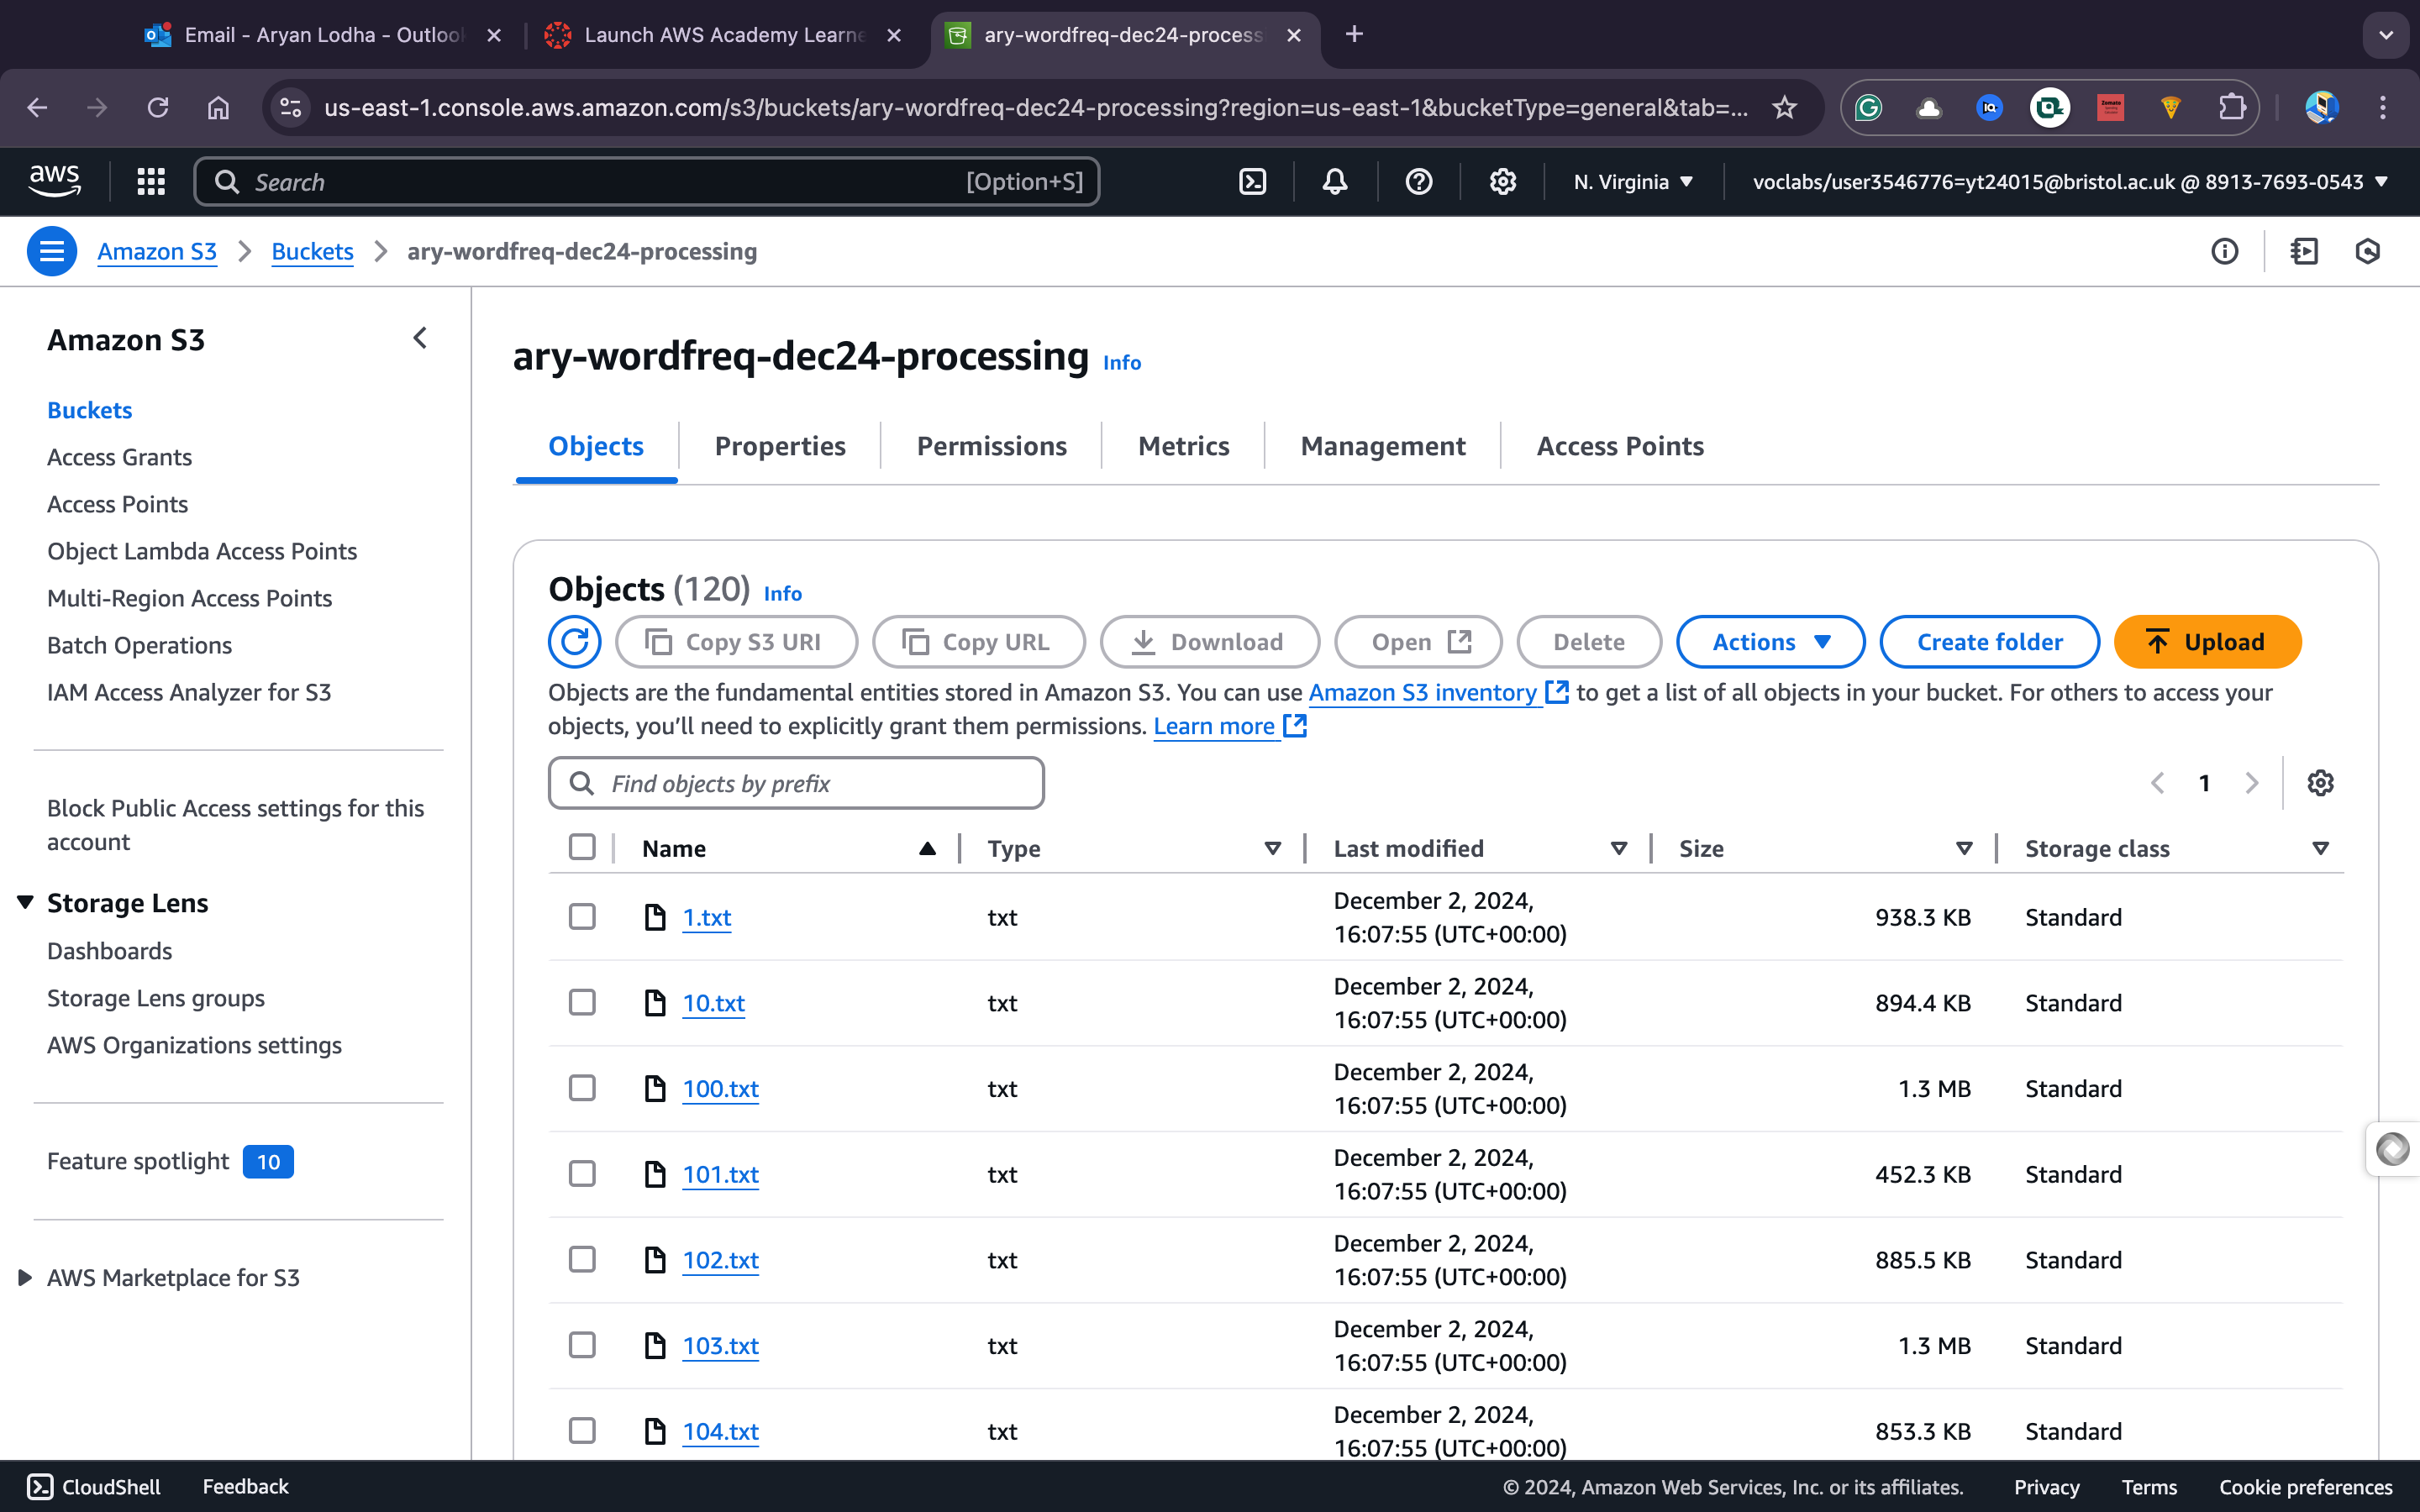 Email - Aryan Lodha - Outlook
Launch AWS Academy Learne
ary-wordfreq-dec24-process
us-east-1.console.aws.amazon.com/s3/buckets/ary-wordfreq-dec24-processing?region=us-east-1&bucketType=general&tab=...
aws
Search
[Option+S]
N. Virginia
voclabs/user3546776=yt24015@bristol.ac.uk @ 8913-7693-0543
Amazon S3
Buckets
ary-wordfreq-dec24-processing
Amazon S3
Buckets
Access Grants
Access Points
Object Lambda Access Points
Multi-Region Access Points
Batch Operations
IAM Access Analyzer for S3
Block Public Access settings for this
account
Storage Lens
Dashboards
Storage Lens groups
AWS Organizations settings
Feature spotlight 10
AWS Marketplace for S3
ary-wordfreq-dec24-processing Info
Objects
Properties
Permissions
Metrics
Management
Access Points
Objects (120) Info
Copy S3 URI
Copy URL
Download
Open
Delete
Actions
Create folder
Upload
Objects are the fundamental entities stored in Amazon S3. You can use Amazon S3 inventory to get a list of all objects in your bucket. For others to access your
objects, you’ll need to explicitly grant them permissions. Learn more
Find objects by prefix
1
Name
Type
Last modified
Size
Storage class
1.txt
txt
December 2, 2024,
16:07:55 (UTC+00:00)
938.3 KB
Standard
10.txt
txt
December 2, 2024,
16:07:55 (UTC+00:00)
894.4 KB
Standard
100.txt
txt
December 2, 2024,
16:07:55 (UTC+00:00)
1.3 MB
Standard
101.txt
txt
December 2, 2024,
16:07:55 (UTC+00:00)
452.3 KB
Standard
102.txt
txt
December 2, 2024,
16:07:55 (UTC+00:00)
885.5 KB
Standard
103.txt
txt
December 2, 2024,
16:07:55 (UTC+00:00)
1.3 MB
Standard
104.txt
txt
December 2, 2024,
16:07:55 (UTC+00:00)
853.3 KB
Standard
CloudShell
Feedback
© 2024, Amazon Web Services, Inc. or its affiliates.
Privacy
Terms
Cookie preferences